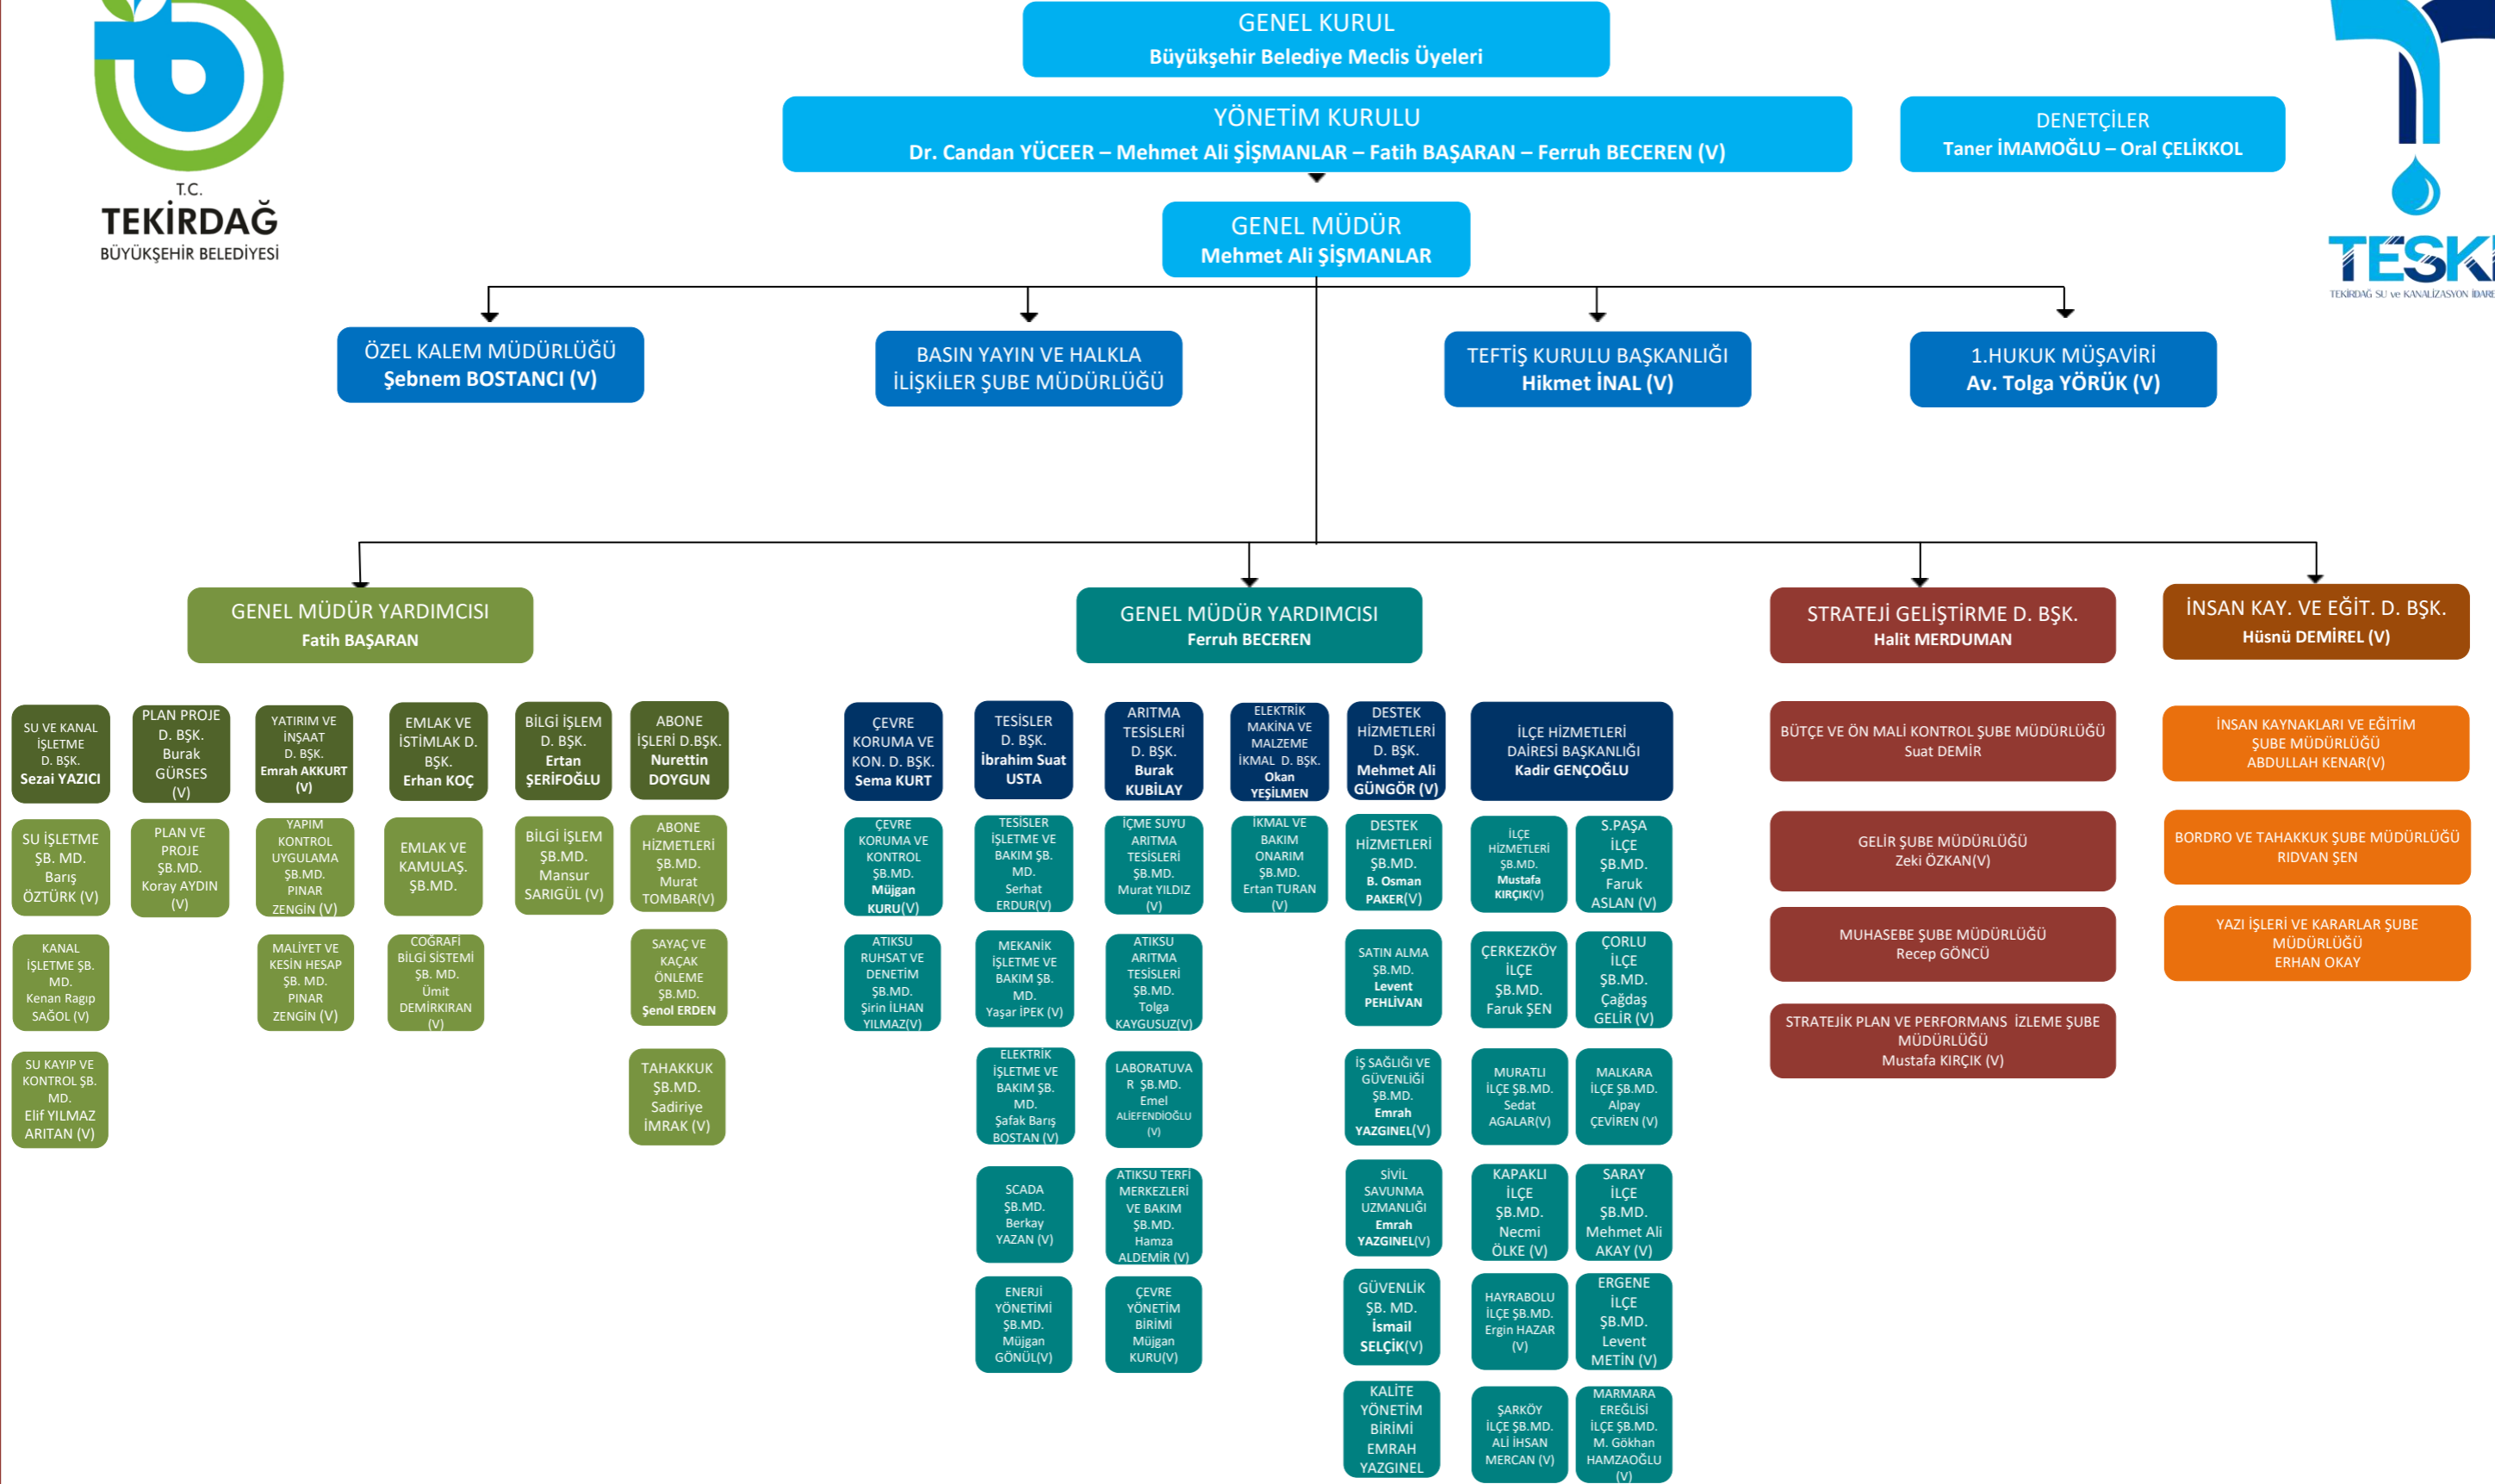 T.C.
TEKİRDAĞ
BÜYÜKŞEHİR BELEDİYESİ
GENEL KURUL
Büyükşehir Belediye Meclis Üyeleri
YÖNETİM KURULU
Dr. Candan YÜCEER – Mehmet Ali ŞİŞMANLAR – Fatih BAŞARAN – Ferruh BECEREN (V)
DENETÇİLER
Taner İMAMOĞLU – Oral ÇELİKKOL
TESKİ
TEKİRDAĞ SU ve KANALİZASYON İDARE
GENEL MÜDÜR
Mehmet Ali ŞİŞMANLAR
ÖZEL KALEM MÜDÜRLÜĞÜ
Şebnem BOSTANCI (V)
BASIN YAYIN VE HALKLA
İLİŞKİLER ŞUBE MÜDÜRLÜĞÜ
TEFTİŞ KURULU BAŞKANLIĞI
Hikmet İNAL (V)
1.HUKUK MÜŞAVİRİ
Av. Tolga YÖRÜK (V)
GENEL MÜDÜR YARDIMCISI
Fatih BAŞARAN
GENEL MÜDÜR YARDIMCISI
Ferruh BECEREN
STRATEJİ GELİŞTİRME D. BŞK.
Halit MERDUMAN
İNSAN KAY. VE EĞİT. D. BŞK.
Hüsnü DEMİREL (V)
SU VE KANAL
İŞLETME
D. BŞK.
Sezai YAZICI
PLAN PROJE
D. BŞK.
Burak
GÜRSES
(V)
YATIRIM VE
İNŞAAT
D. BŞK.
Emrah AKKURT
(V)
EMLAK VE
İSTİMLAK D.
BŞK.
Erhan KOÇ
BİLGİ İŞLEM
D. BŞK.
Ertan
ŞERİFOĞLU
ABONE
İŞLERİ D.BŞK.
Nurettin
DOYGUN
ÇEVRE
KORUMA VE
KON. D. BŞK.
Sema KURT
TESİSLER
D. BŞK.
İbrahim Suat
USTA
ARITMA
TESİSLERİ
D. BŞK.
Burak
KUBİLAY
ELEKTRİK
MAKİNA VE
MALZEME
İKMAL D. BŞK.
Okan
YEŞİLMEN
DESTEK
HİZMETLERİ
D. BŞK.
Mehmet Ali
GÜNGÖR (V)
İLÇE HİZMETLERİ
DAİRESİ BAŞKANLIĞI
Kadir GENÇOĞLU
BÜTÇE VE ÖN MALİ KONTROL ŞUBE MÜDÜRLÜĞÜ
Suat DEMİR
İNSAN KAYNAKLARI VE EĞİTİM
ŞUBE MÜDÜRLÜĞÜ
ABDULLAH KENAR(V)
SU İŞLETME
ŞB. MD.
Barış
ÖZTÜRK (V)
PLAN VE
PROJE
ŞB.MD.
Koray AYDIN
(V)
YAPIM
KONTROL
UYGULAMA
ŞB.MD.
PINAR
ZENGİN (V)
EMLAK VE
KAMULAŞ.
ŞB.MD.
BİLGİ İŞLEM
ŞB.MD.
Mansur
SARIGÜL (V)
ABONE
HİZMETLERİ
ŞB.MD.
Murat
TOMBAR(V)
ÇEVRE
KORUMA VE
KONTROL
ŞB.MD.
Müjgan
KURU(V)
TESİSLER
İŞLETME VE
BAKIM ŞB.
MD.
Serhat
ERDUR(V)
İÇME SUYU
ARITMA
TESİSLERİ
ŞB.MD.
Murat YILDIZ
(V)
İKMAL VE
BAKIM
ONARIM
ŞB.MD.
Ertan TURAN
(V)
DESTEK
HİZMETLERİ
ŞB.MD.
B. Osman
PAKER(V)
İLÇE
HİZMETLERİ
ŞB.MD.
Mustafa
KIRÇIK(V)
S.PAŞA
İLÇE
ŞB.MD.
Faruk
ASLAN (V)
GELİR ŞUBE MÜDÜRLÜĞÜ
Zeki ÖZKAN(V)
BORDRO VE TAHAKKUK ŞUBE MÜDÜRLÜĞÜ
RIDVAN ŞEN
KANAL
İŞLETME ŞB.
MD.
Kenan Ragıp
SAĞOL (V)
MALİYET VE
KESİN HESAP
ŞB. MD.
PINAR
ZENGİN (V)
COĞRAFİ
BİLGİ SİSTEMİ
ŞB. MD.
Ümit
DEMİRKIRAN
(V)
SAYAÇ VE
KAÇAK
ÖNLEME
ŞB.MD.
Şenol ERDEN
ATIKSU
RUHSAT VE
DENETİM
ŞB.MD.
Şirin İLHAN
YILMAZ(V)
MEKANİK
İŞLETME VE
BAKIM ŞB.
MD.
Yaşar İPEK (V)
ATIKSU
ARITMA
TESİSLERİ
ŞB.MD.
Tolga
KAYGUSUZ(V)
SATIN ALMA
ŞB.MD.
Levent
PEHLİVAN
ÇERKEZKÖY
İLÇE
ŞB.MD.
Faruk ŞEN
ÇORLU
İLÇE
ŞB.MD.
Çağdaş
GELİR (V)
MUHASEBE ŞUBE MÜDÜRLÜĞÜ
Recep GÖNCÜ
YAZI İŞLERİ VE KARARLAR ŞUBE
MÜDÜRLÜĞÜ
ERHAN OKAY
SU KAYIP VE
KONTROL ŞB.
MD.
Elif YILMAZ
ARITAN (V)
TAHAKKUK
ŞB.MD.
Sadiriye
İMRAK (V)
ELEKTRİK
İŞLETME VE
BAKIM ŞB.
MD.
Şafak Barış
BOSTAN (V)
LABORATUVA
R ŞB.MD.
Emel
ALİEFENDİOĞLU
(V)
İŞ SAĞLIĞI VE
GÜVENLİĞİ
ŞB.MD.
Emrah
YAZGINEL(V)
MURATLI
İLÇE ŞB.MD.
Sedat
AGALAR(V)
MALKARA
İLÇE ŞB.MD.
Alpay
ÇEVİREN (V)
STRATEJİK PLAN VE PERFORMANS İZLEME ŞUBE
MÜDÜRLÜĞÜ
Mustafa KIRÇIK (V)
SCADA
ŞB.MD.
Berkay
YAZAN (V)
ATIKSU TERFİ
MERKEZLERİ
VE BAKIM
ŞB.MD.
Hamza
ALDEMİR (V)
SİVİL
SAVUNMA
UZMANLIĞI
Emrah
YAZGINEL(V)
KAPAKLI
İLÇE
ŞB.MD.
Necmi
ÖLKE (V)
SARAY
İLÇE
ŞB.MD.
Mehmet Ali
AKAY (V)
ENERJİ
YÖNETİMİ
ŞB.MD.
Müjgan
GÖNÜL(V)
ÇEVRE
YÖNETİM
BİRİMİ
Müjgan
KURU(V)
GÜVENLİK
ŞB. MD.
İsmail
SELÇİK(V)
HAYRABOLU
İLÇE ŞB.MD.
Ergin HAZAR
(V)
ERGENE
İLÇE
ŞB.MD.
Levent
METİN (V)
KALİTE
YÖNETİM
BİRİMİ
EMRAH
YAZGINEL
ŞARKÖY
İLÇE ŞB.MD.
ALİ İHSAN
MERCAN (V)
MARMARA
EREĞLİSİ
İLÇE ŞB.MD.
M. Gökhan
HAMZAOĞLU
(V)